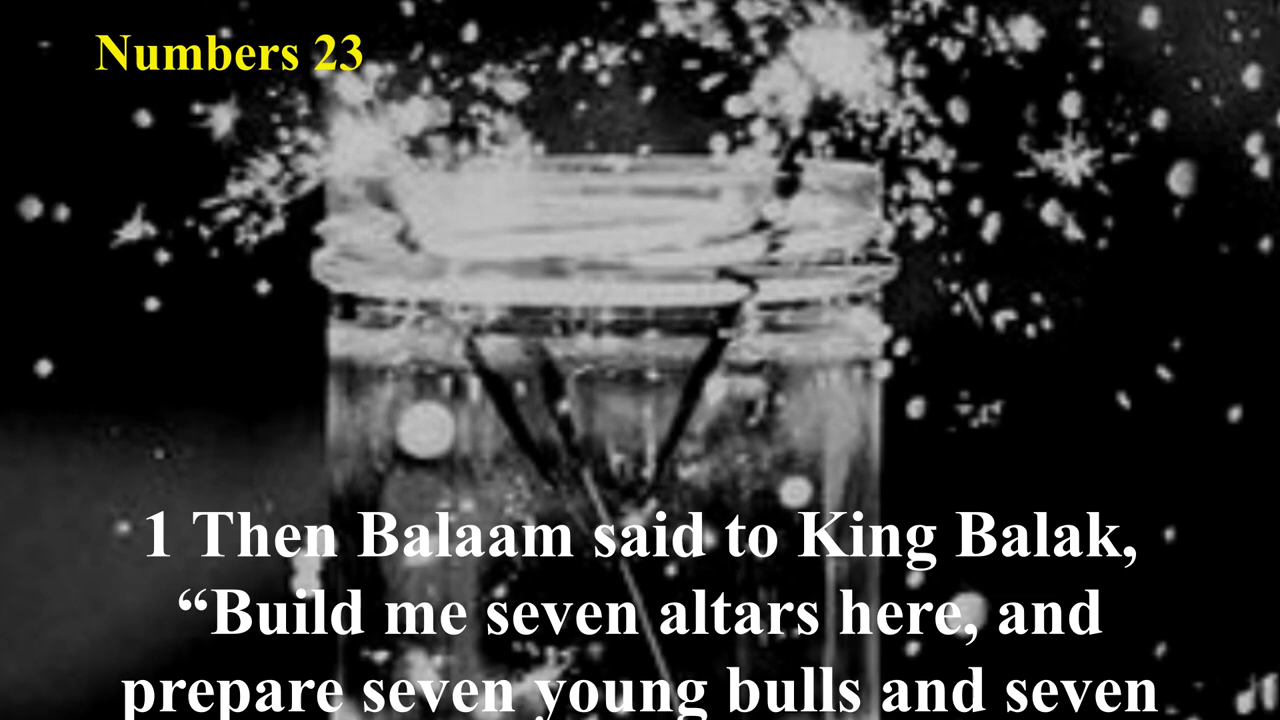 Numbers 23
1 Then Balaam said to King Balak,
“Build me seven altars here, and
prepare seven young bulls and seven